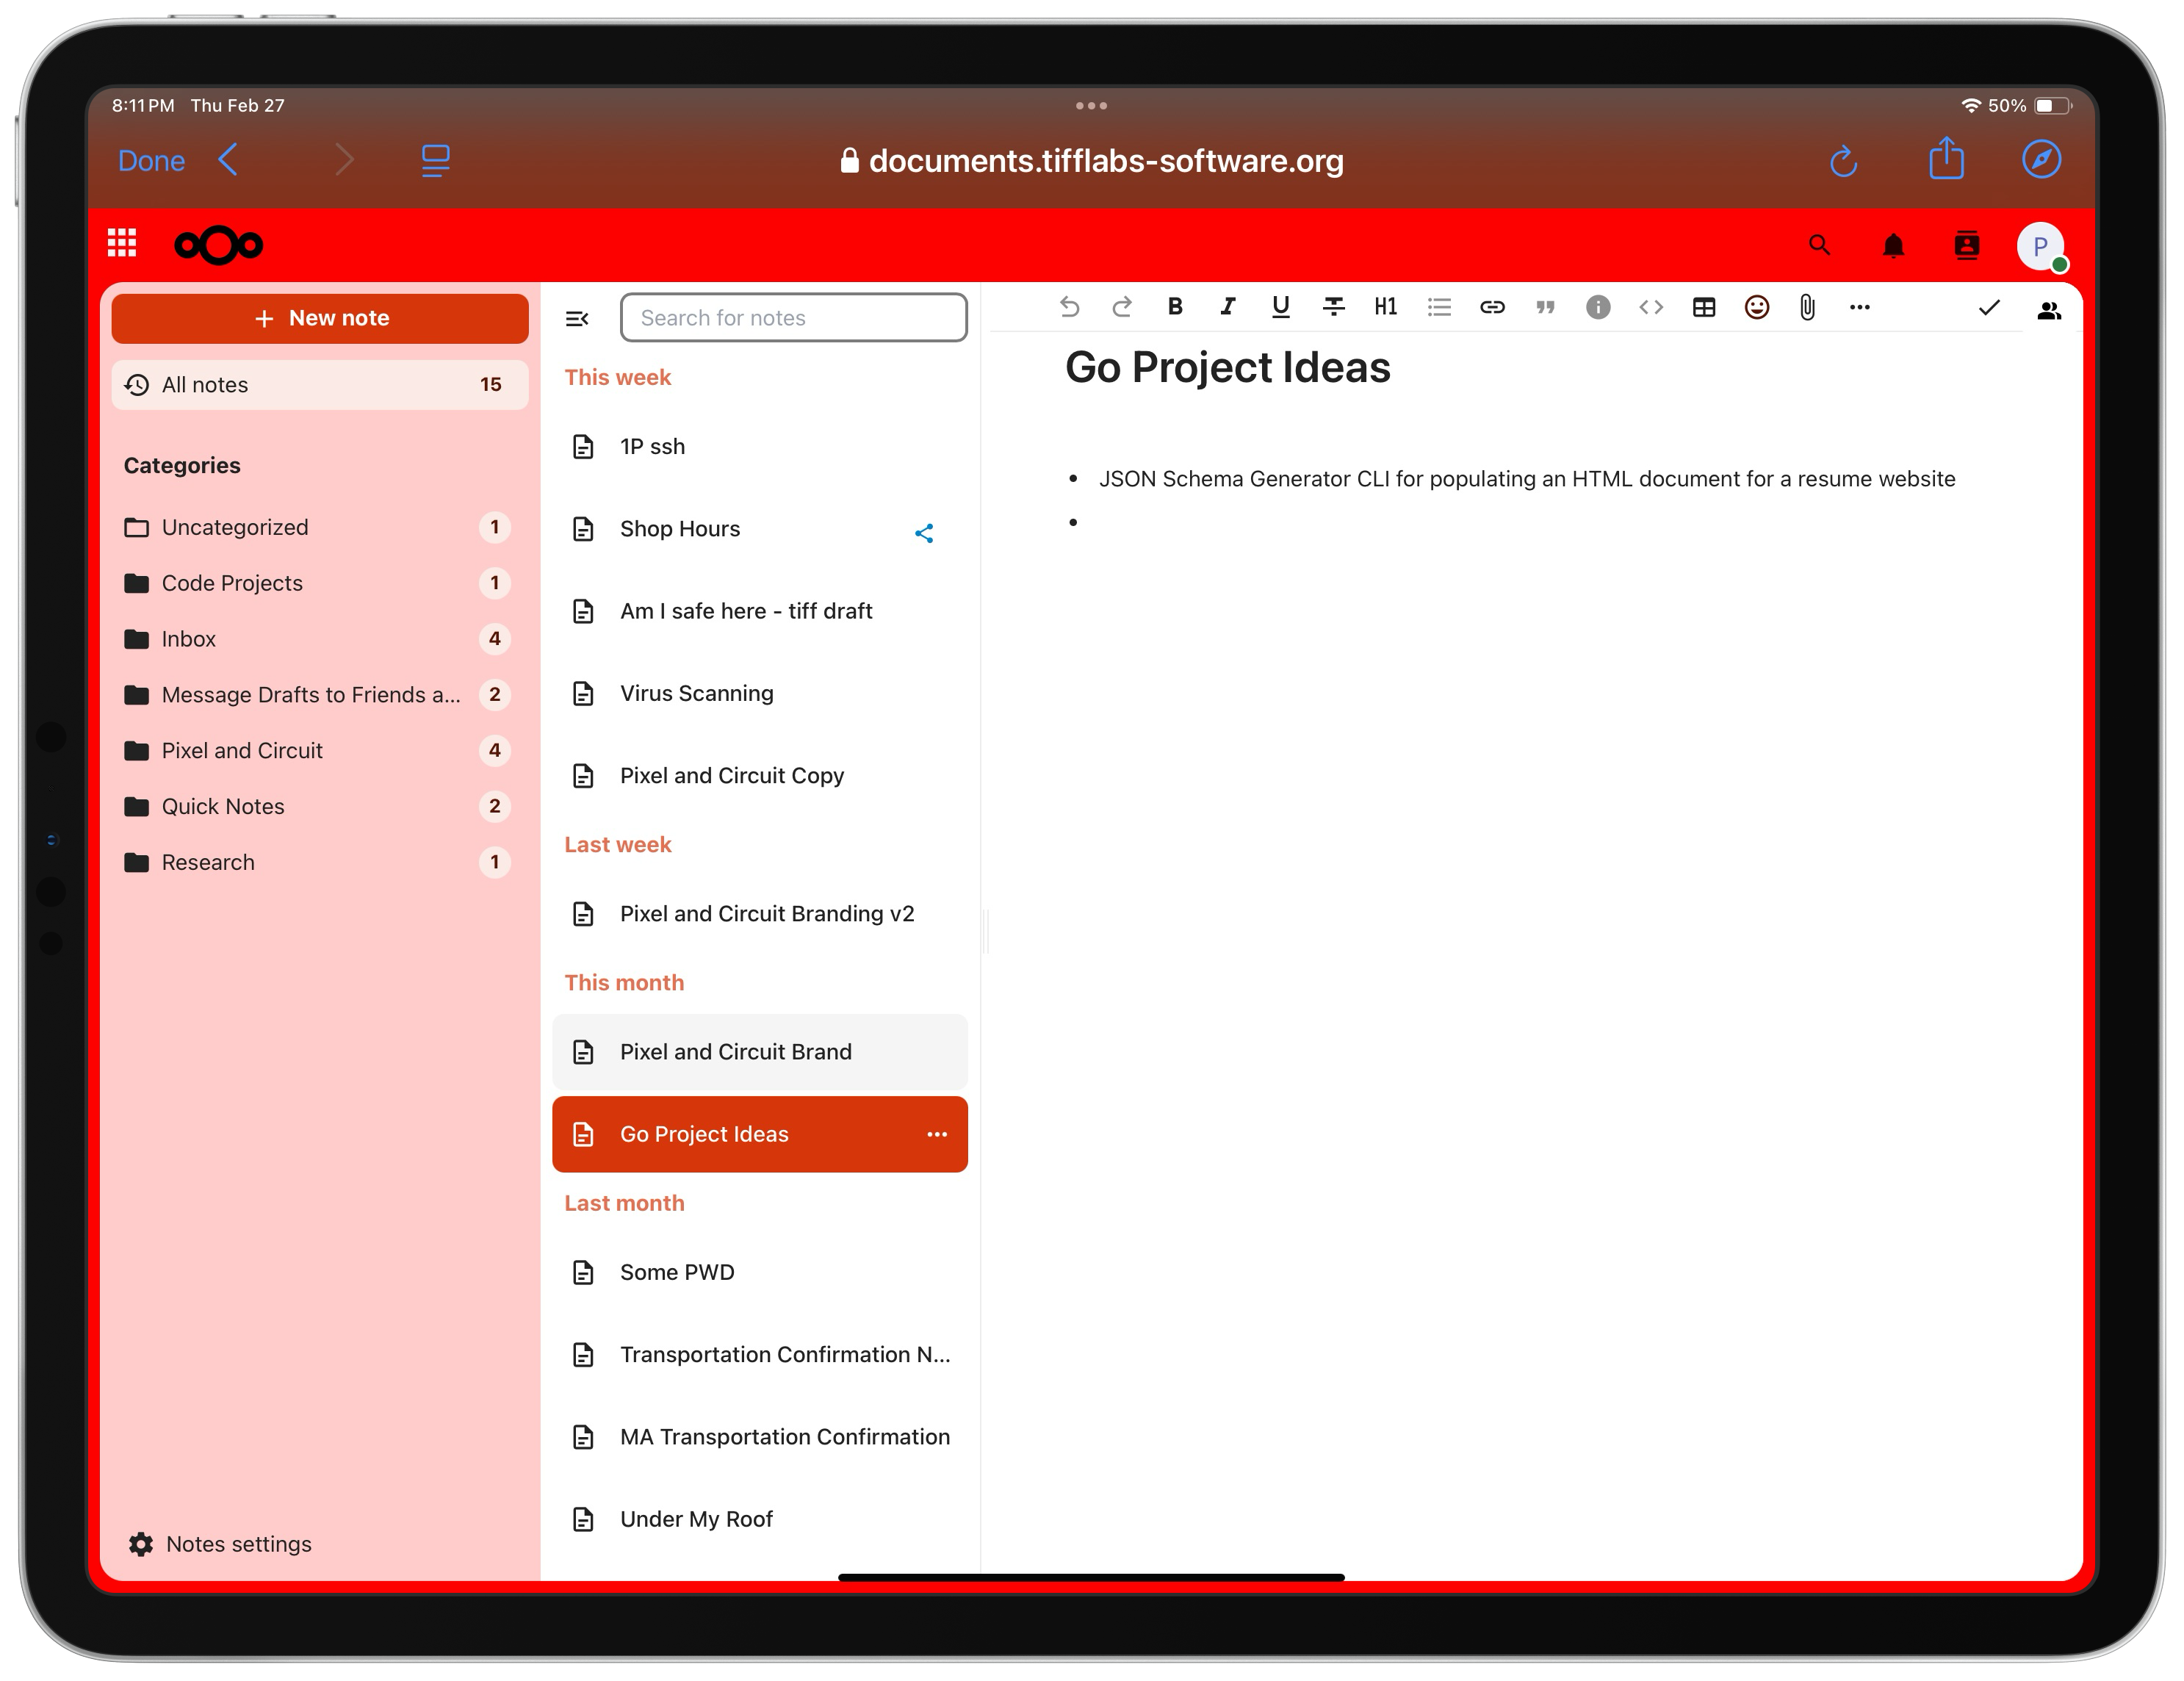 8:11 PM Thu Feb 27
50%
Done
documents.tifflabs-software.org
P
New note
All notes 15
Categories
Uncategorized 1
Code Projects 1
Inbox 4
Message Drafts to Friends a... 2
Pixel and Circuit 4
Quick Notes 2
Research 1
Notes settings
Search for notes
This week
1P ssh
Shop Hours
Am I safe here - tiff draft
Virus Scanning
Pixel and Circuit Copy
Last week
Pixel and Circuit Branding v2
This month
Pixel and Circuit Brand
Go Project Ideas
Last month
Some PWD
Transportation Confirmation N...
MA Transportation Confirmation
Under My Roof
B I U H1
Go Project Ideas
• JSON Schema Generator CLI for populating an HTML document for a resume website
•